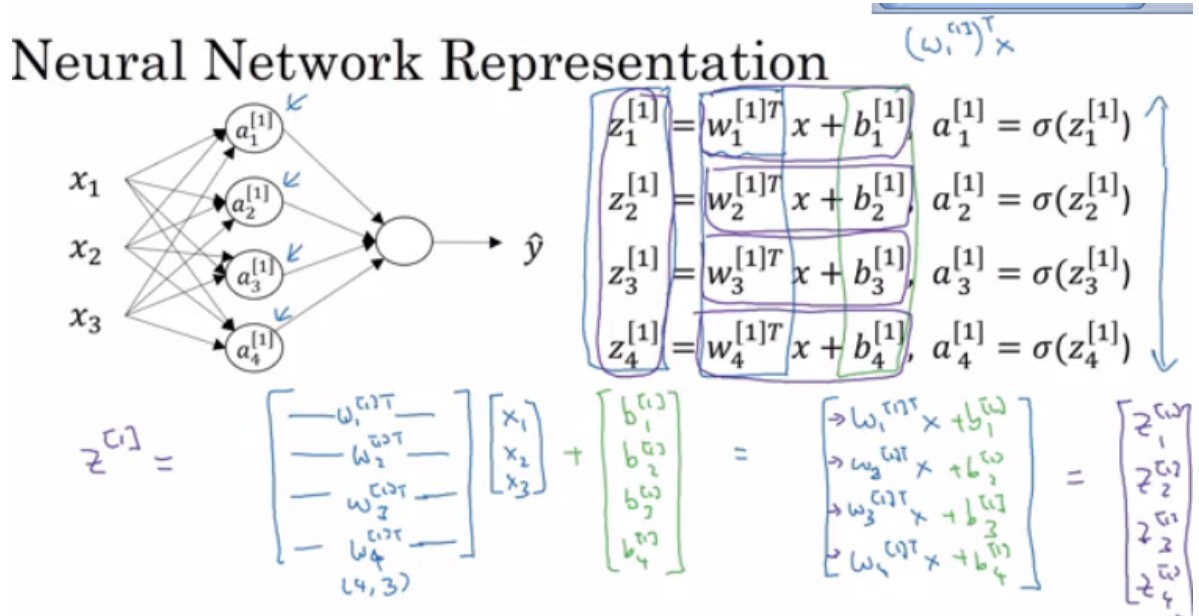 Neural Network Representation
(w₁^[1])^T x
x₁
x₂
x₃
a₁^[1]
a₂^[1]
a₃^[1]
a₄^[1]
ŷ
z₁^[1] = w₁^[1]T x + b₁^[1], a₁^[1] = σ(z₁^[1])
z₂^[1] = w₂^[1]T x + b₂^[1], a₂^[1] = σ(z₂^[1])
z₃^[1] = w₃^[1]T x + b₃^[1], a₃^[1] = σ(z₃^[1])
z₄^[1] = w₄^[1]T x + b₄^[1], a₄^[1] = σ(z₄^[1])
z^[1] =
w₁^[1]T
w₂^[1]T
w₃^[1]T
w₄^[1]T
(4,3)
x₁
x₂
x₃
+
b₁^[1]
b₂^[1]
b₃^[1]
b₄^[1]
=
→ w₁^[1]T x + b₁^[1]
→ w₂^[1]T x + b₂^[1]
→ w₃^[1]T x + b₃^[1]
→ w₄^[1]T x + b₄^[1]
=
z₁^[1]
z₂^[1]
z₃^[1]
z₄^[1]